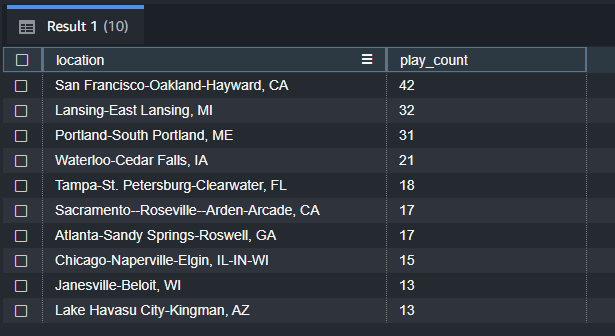 Result 1 (10)
location play_count
San Francisco-Oakland-Hayward, CA 42
Lansing-East Lansing, MI 32
Portland-South Portland, ME 31
Waterloo-Cedar Falls, IA 21
Tampa-St. Petersburg-Clearwater, FL 18
Sacramento--Roseville--Arden-Arcade, CA 17
Atlanta-Sandy Springs-Roswell, GA 17
Chicago-Naperville-Elgin, IL-IN-WI 15
Janesville-Beloit, WI 13
Lake Havasu City-Kingman, AZ 13